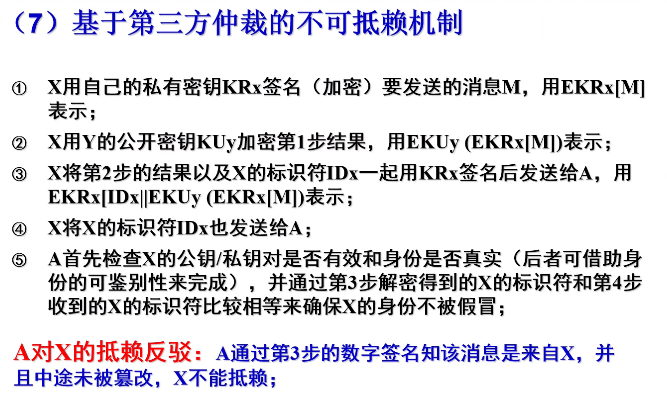 （7）基于第三方仲裁的不可抵赖机制
① X用自己的私有密钥KRx签名（加密）要发送的消息M，用EKRx[M]
表示；
② X用Y的公开密钥KUy加密第1步结果，用EKUy (EKRx[M])表示；
③ X将第2步的结果以及X的标识符IDx一起用KRx签名后发送给A，用
EKRx[IDx||EKUy (EKRx[M])表示；
④ X将X的标识符IDx也发送给A；
⑤ A首先检查X的公钥/私钥对是否有效和身份是否真实（后者可借助身
份的可鉴别性来完成），并通过第3步解密得到的X的标识符和第4步
收到的X的标识符比较相等来确保X的身份不被假冒；
A对X的抵赖反驳：A通过第3步的数字签名知该消息是来自X，并
且中途未被篡改，X不能抵赖；